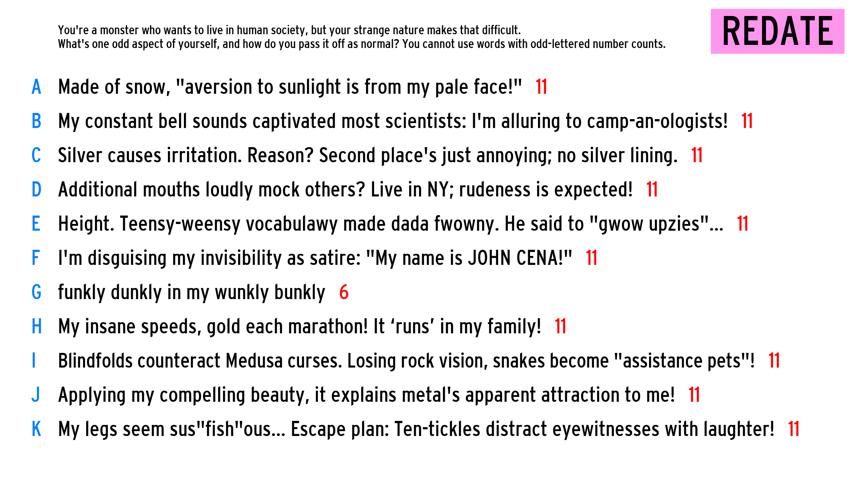 You're a monster who wants to live in human society, but your strange nature makes that difficult.
What's one odd aspect of yourself, and how do you pass it off as normal? You cannot use words with odd-lettered number counts.
REDATE
A Made of snow, "aversion to sunlight is from my pale face!" 11
B My constant bell sounds captivated most scientists: I'm alluring to camp-an-ologists! 11
C Silver causes irritation. Reason? Second place's just annoying; no silver lining. 11
D Additional mouths loudly mock others? Live in NY; rudeness is expected! 11
E Height. Teensy-weensy vocabulawy made dada fwowny. He said to "gwow upzies"... 11
F I'm disguising my invisibility as satire: "My name is JOHN CENA!" 11
G funkly dunkly in my wunkly bunkly 6
H My insane speeds, gold each marathon! It ‘runs’ in my family! 11
I Blindfolds counteract Medusa curses. Losing rock vision, snakes become "assistance pets"! 11
J Applying my compelling beauty, it explains metal's apparent attraction to me! 11
K My legs seem sus"fish"ous... Escape plan: Ten-tickles distract eyewitnesses with laughter! 11